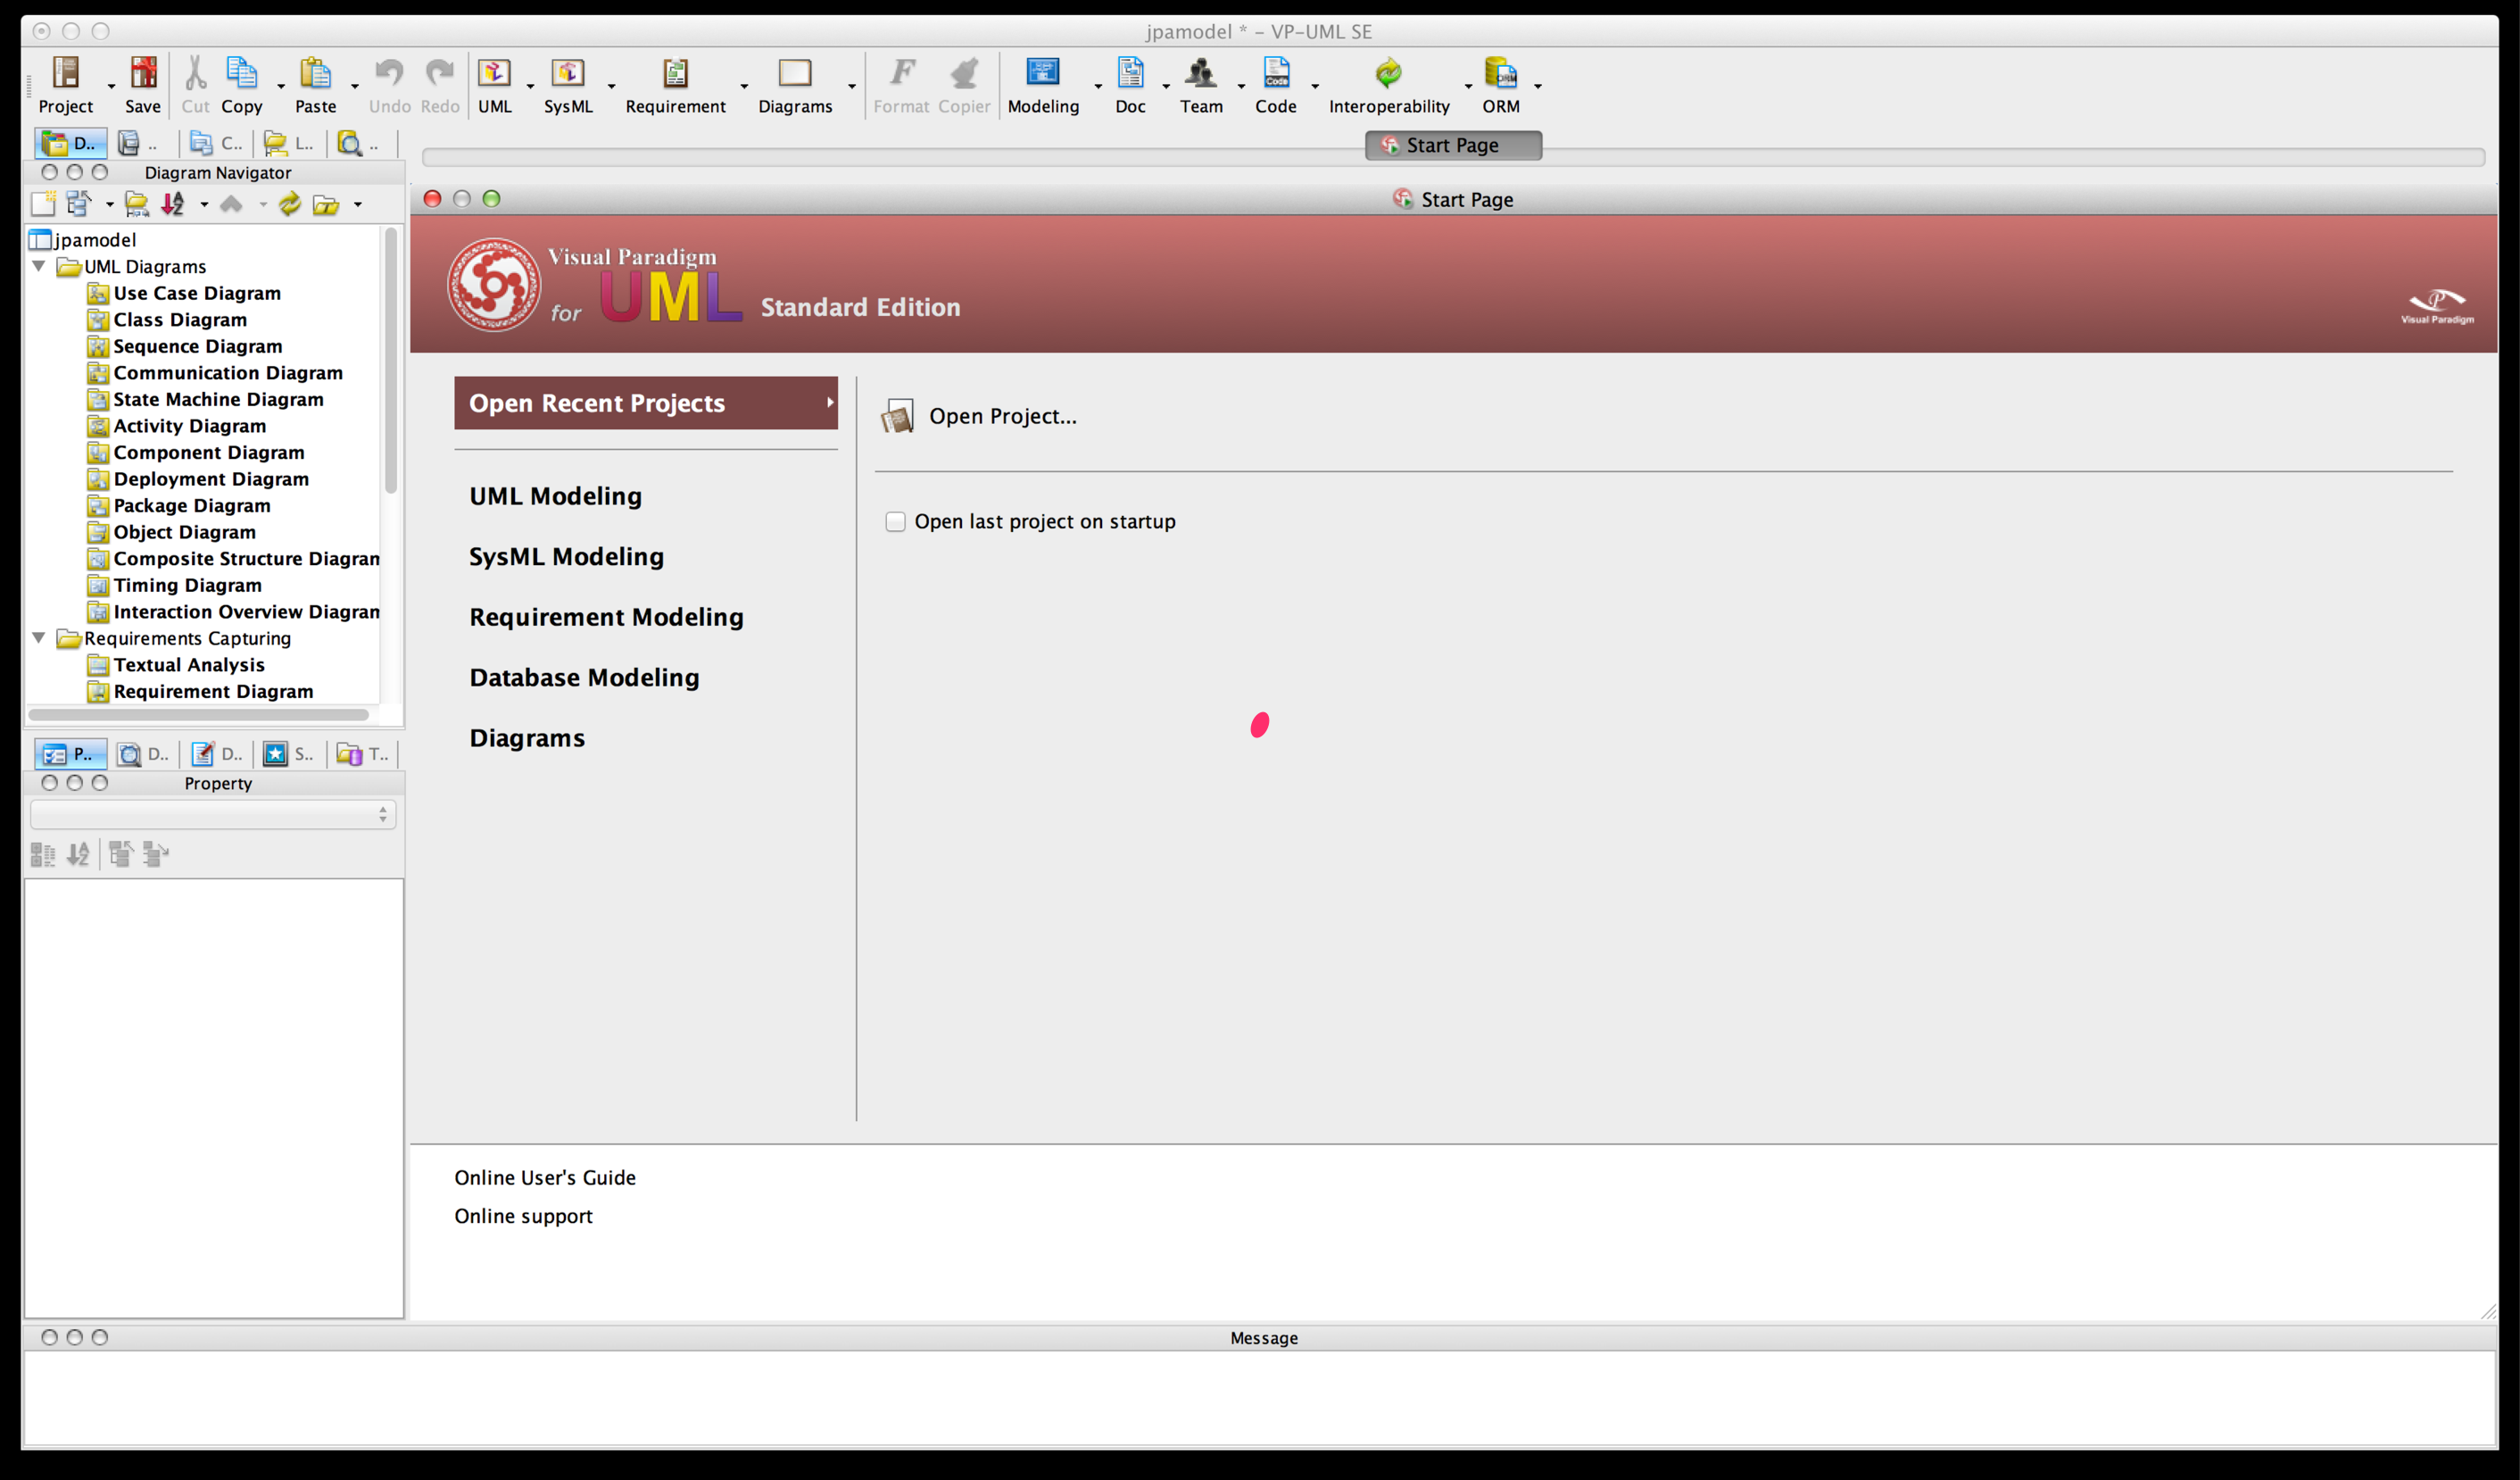 jpamodel * – VP-UML SE
Project Save Cut Copy Paste Undo Redo UML SysML Requirement Diagrams Format Copier Modeling Doc Team Code Interoperability ORM
D.. .. C.. L.. ..
Start Page
Diagram Navigator
Start Page
jpamodel
UML Diagrams
Use Case Diagram
Class Diagram
Sequence Diagram
Communication Diagram
State Machine Diagram
Activity Diagram
Component Diagram
Deployment Diagram
Package Diagram
Object Diagram
Composite Structure Diagran
Timing Diagram
Interaction Overview Diagran
Requirements Capturing
Textual Analysis
Requirement Diagram
Visual Paradigm
for UML Standard Edition
Visual Paradigm
Open Recent Projects
UML Modeling
SysML Modeling
Requirement Modeling
Database Modeling
Diagrams
Open Project...
Open last project on startup
P.. D.. D.. S.. T..
Property
Online User's Guide
Online support
Message